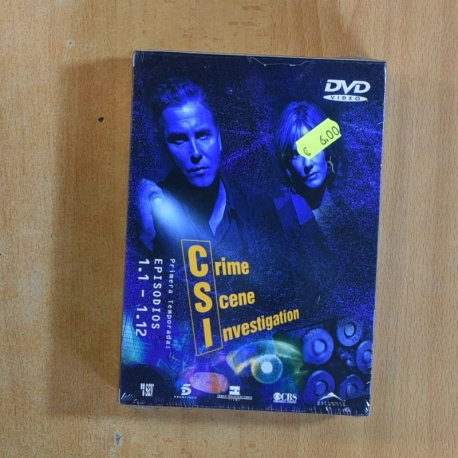 DVD
VIDEO
€ 6,00
Crime
Scene
Investigation
Primera Temporada:
EPISODIOS
1.1 - 1.12
CBS